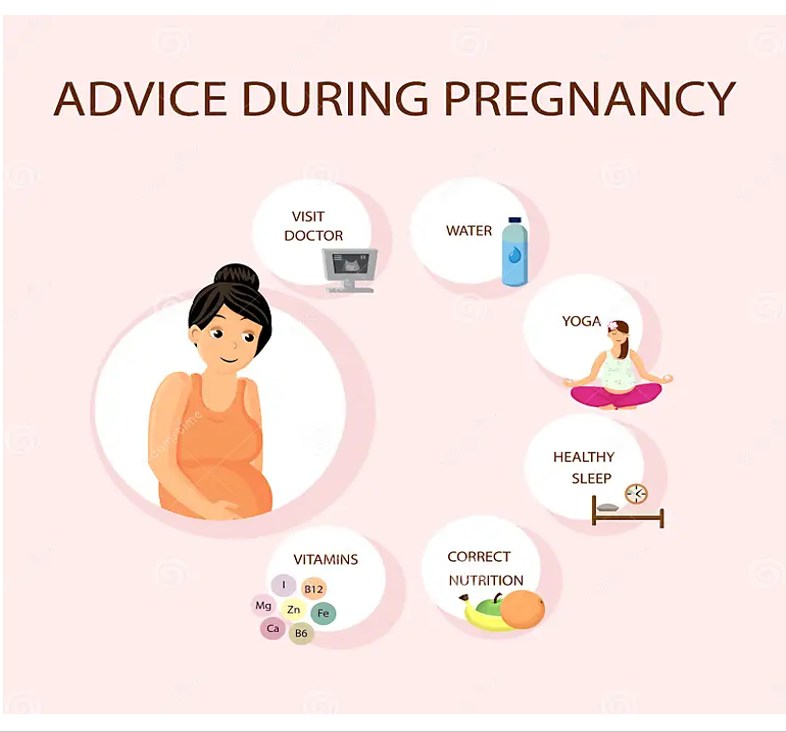 ADVICE DURING PREGNANCY
VISIT
DOCTOR
WATER
YOGA
HEALTHY
SLEEP
CORRECT
NUTRITION
VITAMINS
I
B12
Mg
Zn
Fe
Ca
B6